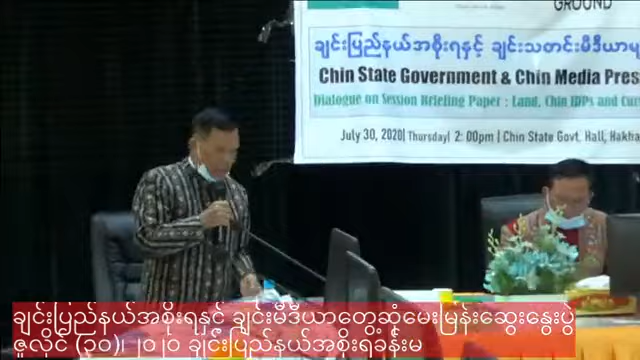 GROUND
ချင်းပြည်နယ်အစိုးရနှင့် ချင်းသတင်းမီဒီယာများ
Chin State Government & Chin Media Press
Dialogue on Session Briefing Paper : Land, Chin IDPs and Cur
July 30, 2020| Thursday| 2: 00pm | Chin State Govt. Hall, Hakha
ချင်းပြည်နယ်အစိုးရနှင့် ချင်းမီဒီယာတွေ့ဆုံမေးမြန်းဆွေးနွေးပွဲ
ဇူလိုင် (၃၀)၊ ၂၀၂၀ ချင်းပြည်နယ်အစိုးရခန်းမ